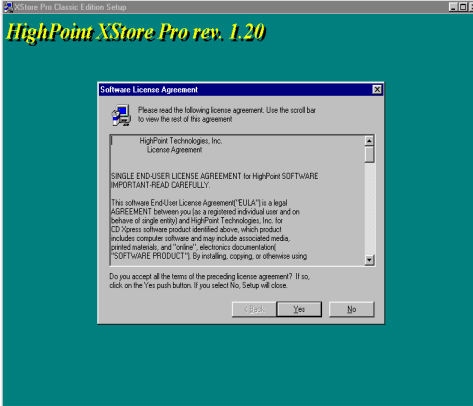 XStore Pro Classic Edition Setup
HighPoint XStore Pro rev. 1.20
Software License Agreement
Please read the following license agreement. Use the scroll bar
to view the rest of this agreement
HighPoint Technologies, Inc.
License Agreement
SINGLE END-USER LICENSE AGREEMENT for HighPoint SOFTWARE
IMPORTANT-READ CAREFULLY.
This software End-User License Agreement("EULA") is a legal
AGREEMENT between you (as a registered individual user and on
behave of single entity) and HighPoint Technologies, Inc. for
CD Xpress software product identified above, which product
includes computer software and may include associated media,
printed materials, and "online", electronics documentation(
"SOFTWARE PRODUCT"). By installing, copying, or otherwise using
Do you accept all the terms of the preceding license agreement? If so,
click on the Yes push button. If you select No, Setup will close.
< Back
Yes
No